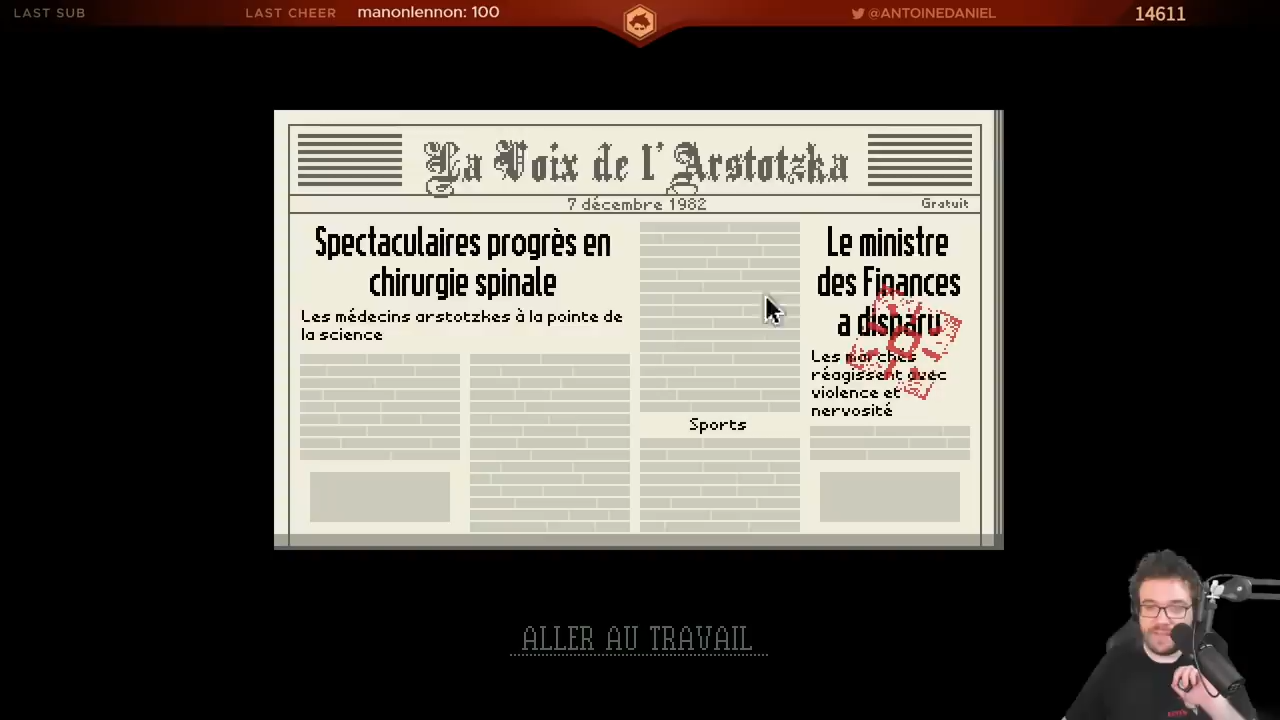 LAST SUB
LAST CHEER manonlennon: 100
@ANTOINEDANIEL
14611
La Voix de l'Arstotzka
7 décembre 1982
Gratuit
Spectaculaires progrès en
chirurgie spinale
Les médecins arstotzkes à la pointe de
la science
Sports
Le ministre
des Finances
a disparu
Les marchés
réagissent avec
violence et
nervosité
ALLER AU TRAVAIL